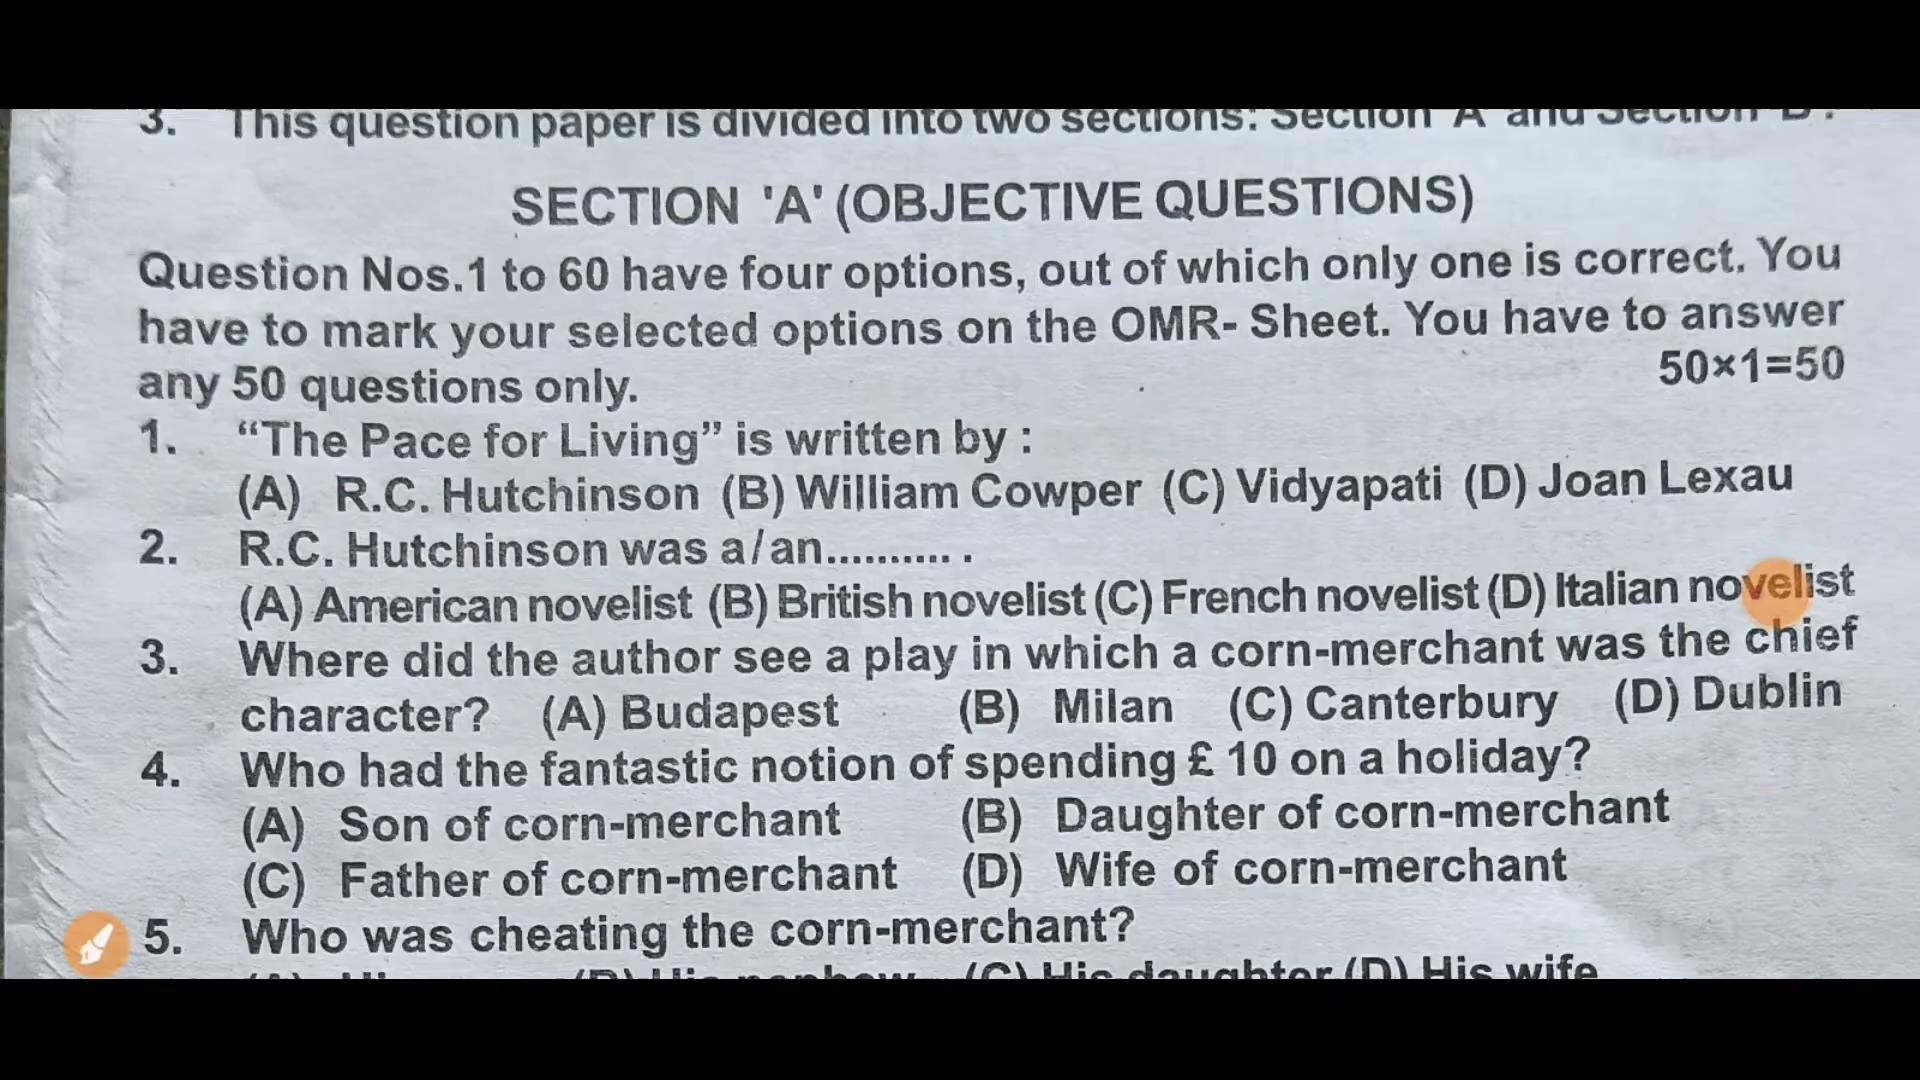 3. This question paper is divided into two sections: Section 'A' and Section 'B'.
SECTION 'A' (OBJECTIVE QUESTIONS)
Question Nos.1 to 60 have four options, out of which only one is correct. You
have to mark your selected options on the OMR- Sheet. You have to answer
any 50 questions only. 50×1=50
1. “The Pace for Living” is written by :
(A) R.C. Hutchinson (B) William Cowper (C) Vidyapati (D) Joan Lexau
2. R.C. Hutchinson was a/an........... .
(A) American novelist (B) British novelist (C) French novelist (D) Italian novelist
3. Where did the author see a play in which a corn-merchant was the chief
character? (A) Budapest (B) Milan (C) Canterbury (D) Dublin
4. Who had the fantastic notion of spending £ 10 on a holiday?
(A) Son of corn-merchant (B) Daughter of corn-merchant
(C) Father of corn-merchant (D) Wife of corn-merchant
5. Who was cheating the corn-merchant?
(B) His nephew (C) His daughter (D) His wife